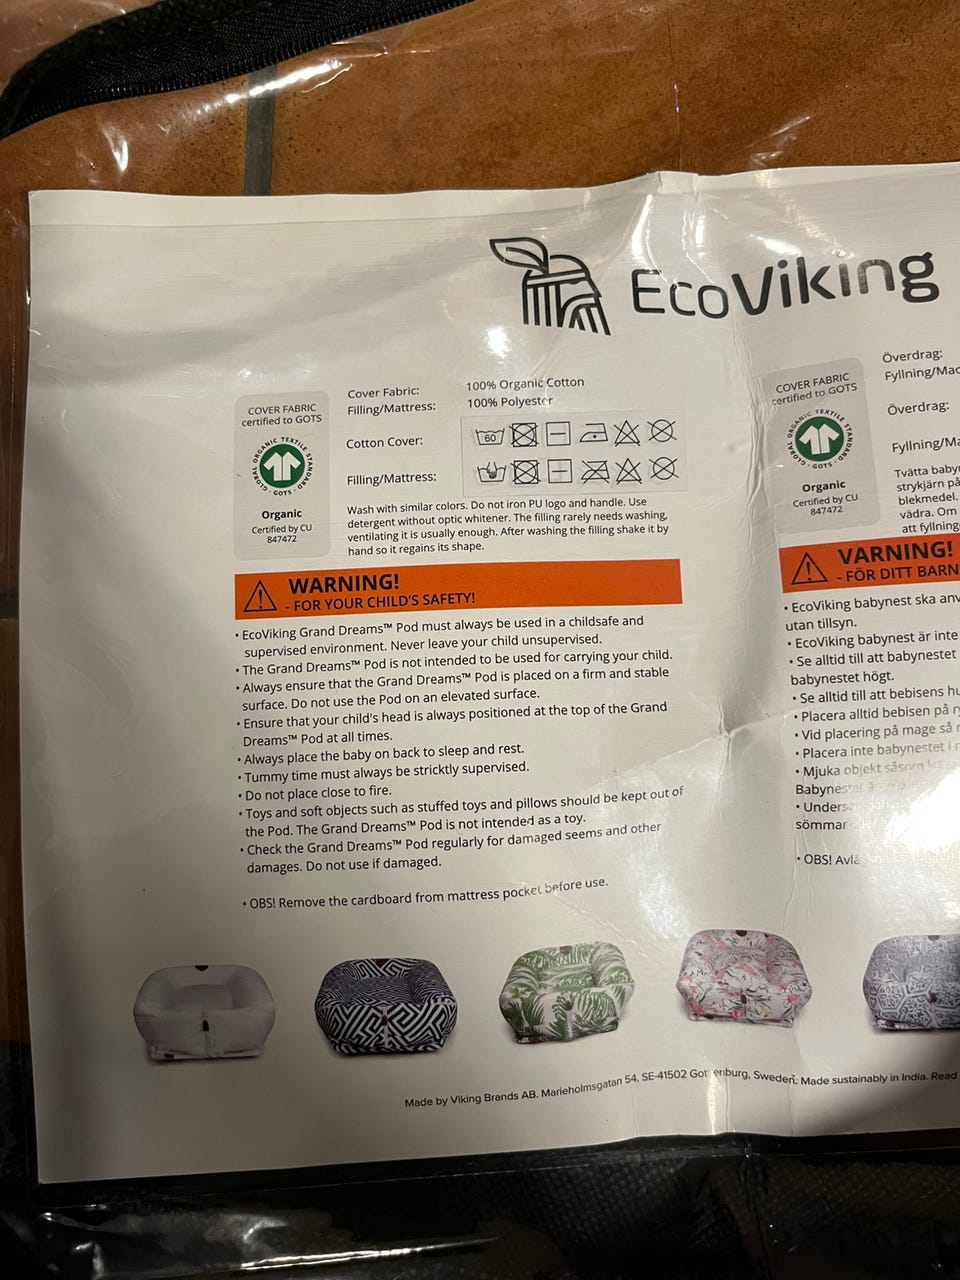 EcoViking
COVER FABRIC
certified to GOTS
GLOBAL ORGANIC TEXTILE STANDARD · GOTS ·
Organic
Certified by CU
847472
Cover Fabric: 100% Organic Cotton
Filling/Mattress: 100% Polyester
Cotton Cover:
60
Filling/Mattress:
Wash with similar colors. Do not iron PU logo and handle. Use
detergent without optic whitener. The filling rarely needs washing,
ventilating it is usually enough. After washing the filling shake it by
hand so it regains its shape.
WARNING!
- FOR YOUR CHILD'S SAFETY!
• EcoViking Grand Dreams™ Pod must always be used in a childsafe and
supervised environment. Never leave your child unsupervised.
• The Grand Dreams™ Pod is not intended to be used for carrying your child.
• Always ensure that the Grand Dreams™ Pod is placed on a firm and stable
surface. Do not use the Pod on an elevated surface.
• Ensure that your child's head is always positioned at the top of the Grand
Dreams™ Pod at all times.
• Always place the baby on back to sleep and rest.
• Tummy time must always be stricktly supervised.
• Do not place close to fire.
• Toys and soft objects such as stuffed toys and pillows should be kept out of
the Pod. The Grand Dreams™ Pod is not intended as a toy.
• Check the Grand Dreams™ Pod regularly for damaged seems and other
damages. Do not use if damaged.
• OBS! Remove the cardboard from mattress pocket before use.
COVER FABRIC
certified to GOTS
GLOBAL ORGANIC TEXTILE STANDARD · GOTS ·
Organic
Certified by CU
847472
Överdrag:
Fyllning/Mad
Överdrag:
Fyllning/Ma
Tvätta baby
strykjärn på
blekmedel.
vädra. Om
att fyllning
VARNING!
- FÖR DITT BARN
• EcoViking babynest ska anv
utan tillsyn.
• EcoViking babynest är inte
• Se alltid till att babynestet
babynestet högt.
• Se alltid till att bebisens hu
• Placera alltid bebisen på ry
• Vid placering på mage så
• Placera inte babynestet i
• Mjuka objekt såsom
Babynestet
• Unders
sömmar
• OBS! Avlä
Made by Viking Brands AB. Marieholmsgatan 54, SE-41502 Gothenburg, Sweden. Made sustainably in India. Read